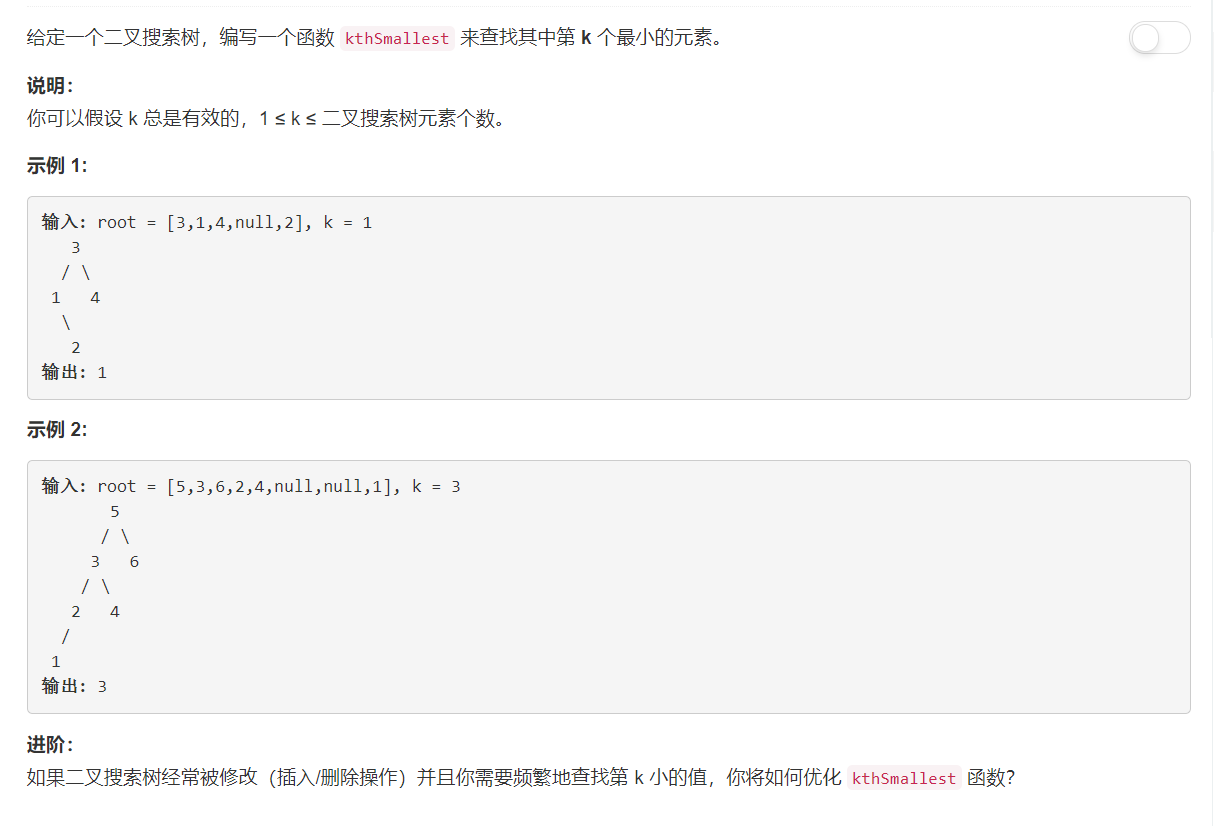 给定一个二叉搜索树，编写一个函数 kthSmallest 来查找其中第 k 个最小的元素。
说明：
你可以假设 k 总是有效的，1 ≤ k ≤ 二叉搜索树元素个数。
示例 1:
输入: root = [3,1,4,null,2], k = 1
   3
  / \
 1   4
  \
   2
输出: 1
示例 2:
输入: root = [5,3,6,2,4,null,null,1], k = 3
       5
      / \
     3   6
    / \
   2   4
  /
 1
输出: 3
进阶：
如果二叉搜索树经常被修改（插入/删除操作）并且你需要频繁地查找第 k 小的值，你将如何优化 kthSmallest 函数？